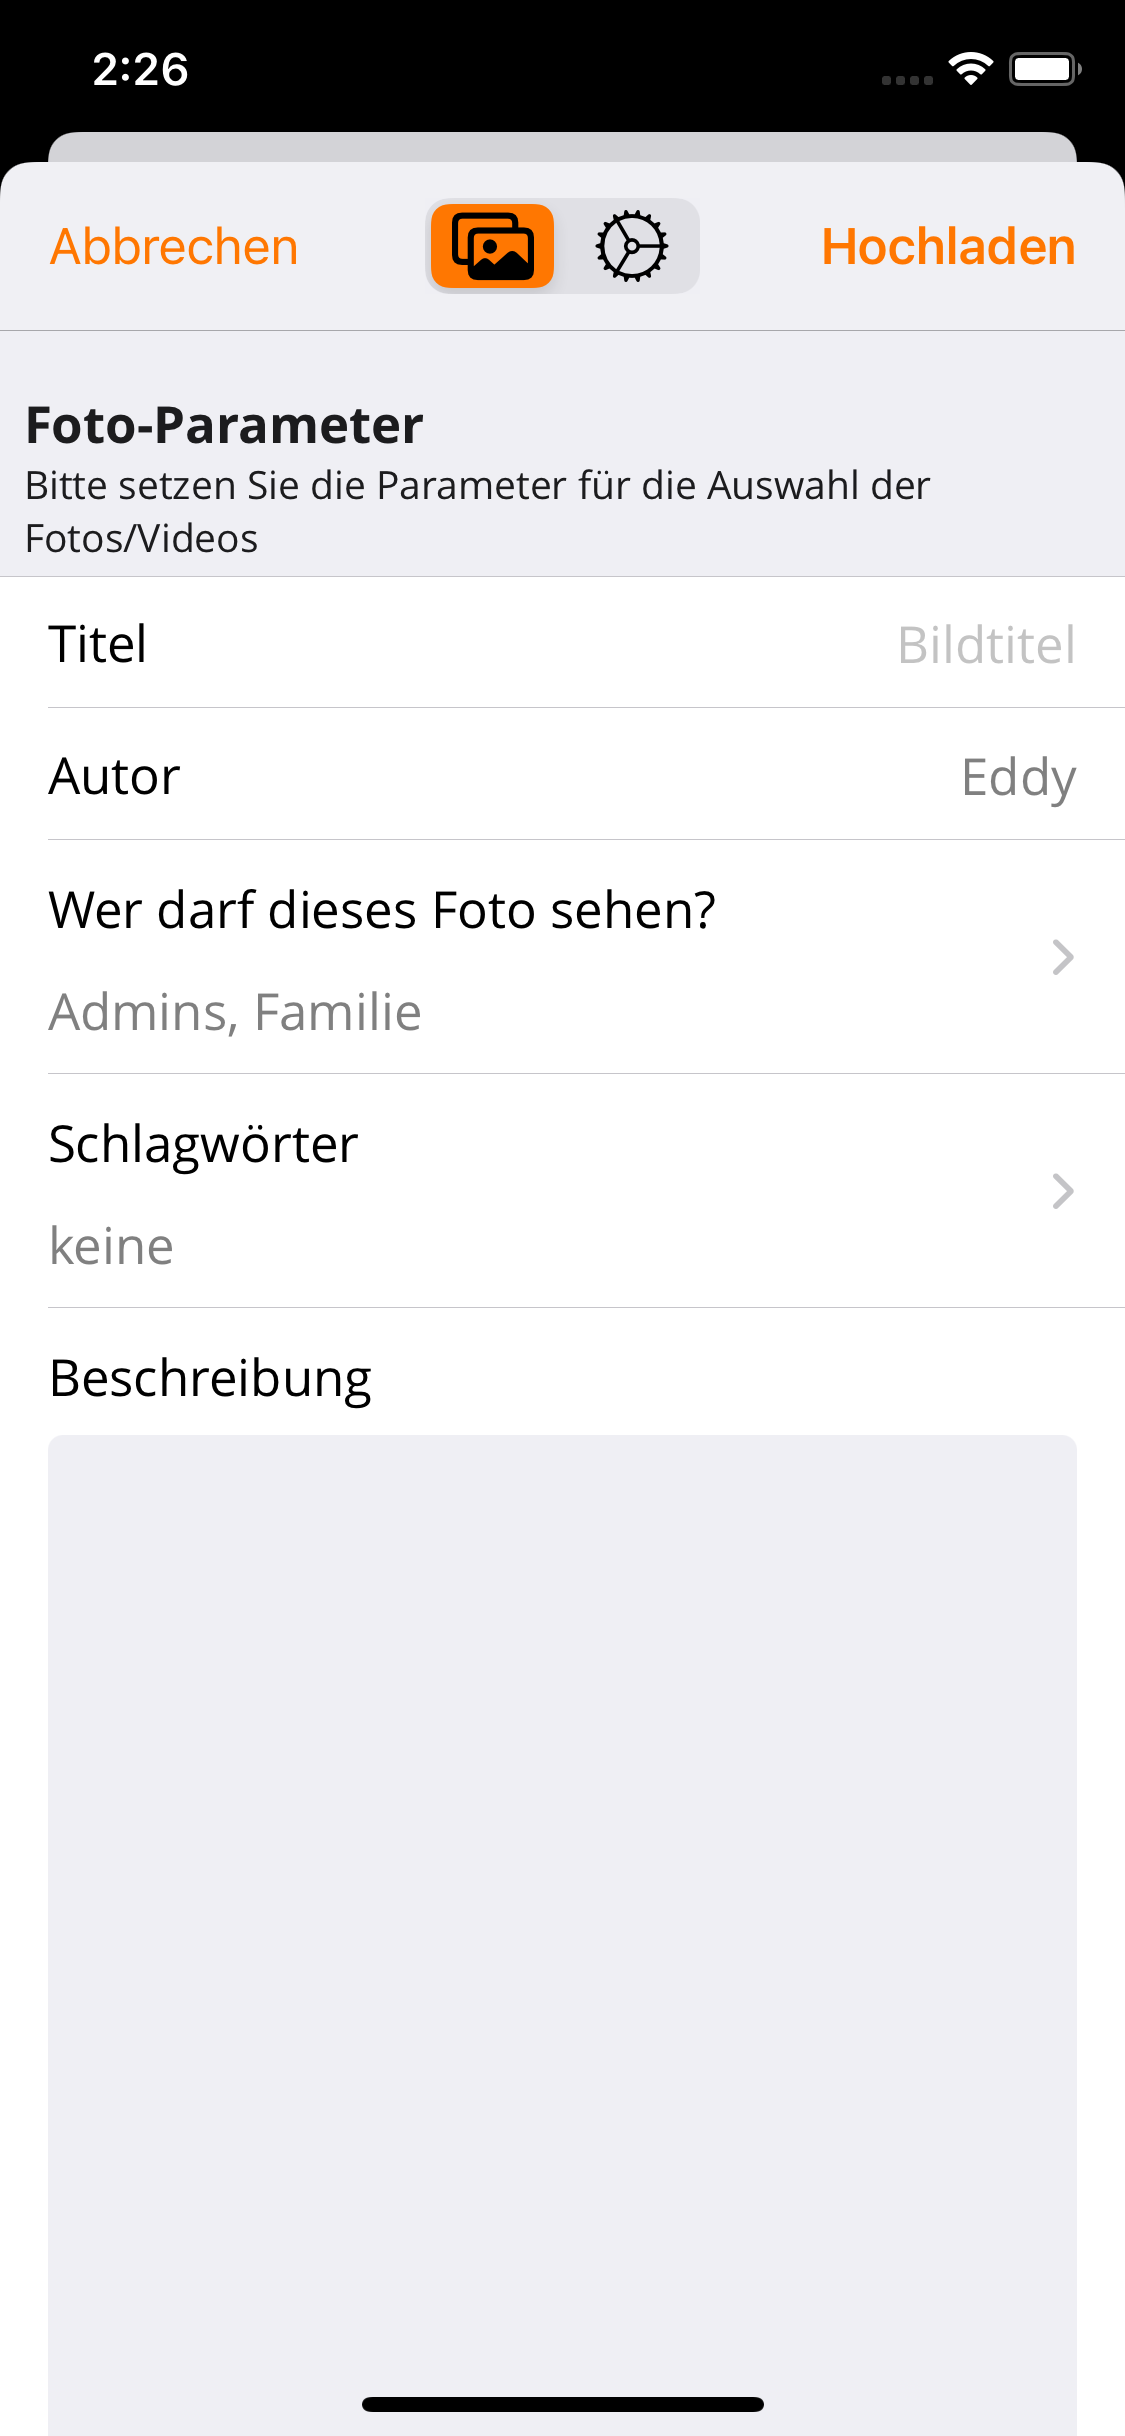 2:26
Abbrechen
Hochladen
Foto-Parameter
Bitte setzen Sie die Parameter für die Auswahl der
Fotos/Videos
Titel
Bildtitel
Autor
Eddy
Wer darf dieses Foto sehen?
Admins, Familie
Schlagwörter
keine
Beschreibung